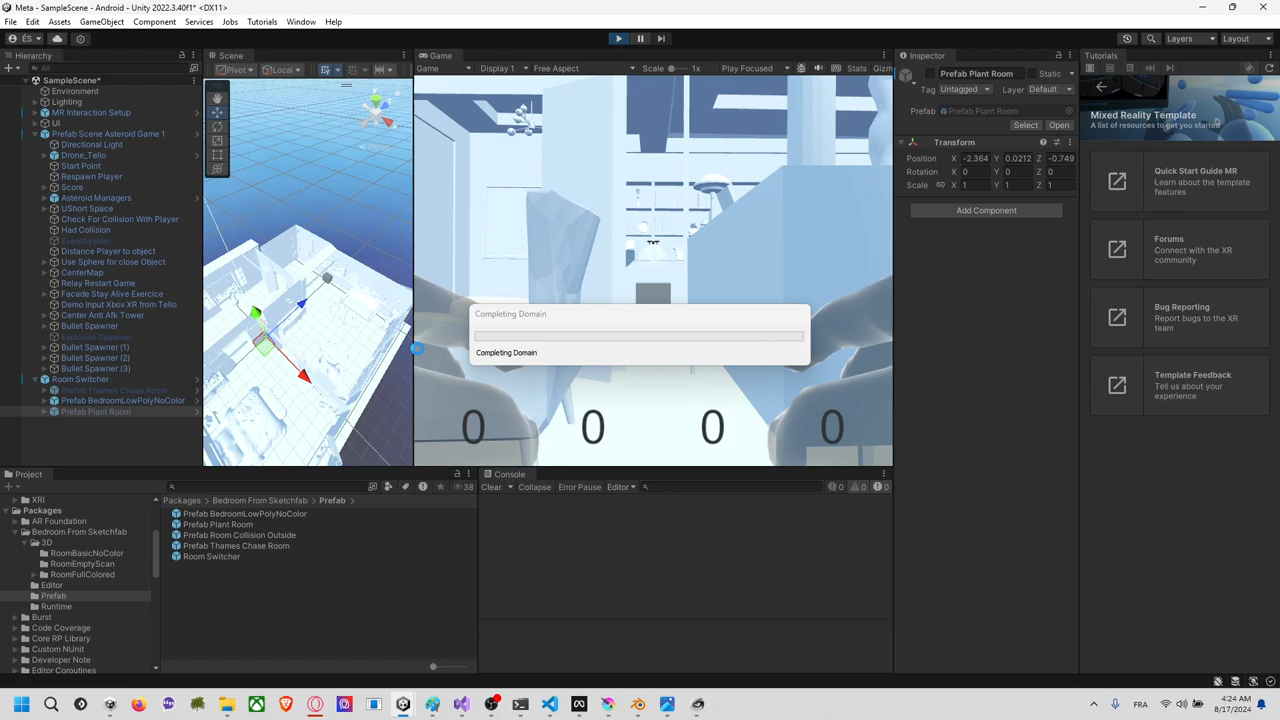 Meta - SampleScene - Android - Unity 2022.3.40f1* <DX11>
File Edit Assets GameObject Component Services Jobs Tutorials Window Help
ÉS
Layers
Layout
Hierarchy
All
SampleScene*
Environment
Lighting
MR Interaction Setup
UI
Prefab Scene Asteroid Game 1
Directional Light
Drone_Tello
Start Point
Respawn Player
Score
Asteroid Managers
UShort Space
Check For Collision With Player
Had Collision
EventSystem
Distance Player to object
Use Sphere for close Object
CenterMap
Relay Restart Game
Facade Stay Alive Exercice
Demo Input Xbox XR from Tello
Center Anti Afk Tower
Bullet Spawner
Explosion Spawner
Bullet Spawner (1)
Bullet Spawner (2)
Bullet Spawner (3)
Room Switcher
Prefab Thames Chase Room
Prefab BedroomLowPolyNoColor
Prefab Plant Room
Scene
Pivot
Local
Game
Game Display 1 Free Aspect Scale 1x Play Focused Stats Gizm
Completing Domain
Completing Domain
0 0 0 0
Inspector
Prefab Plant Room Static
Tag Untagged Layer Default
Prefab Prefab Plant Room
Select Open
Transform
Position X -2.364 Y 0.0212 Z -0.749
Rotation X 0 Y 0 Z 0
Scale X 1 Y 1 Z 1
Add Component
Tutorials
Mixed Reality Template
A list of resources to get you started
Quick Start Guide MR
Learn about the template
features
Forums
Connect with the XR
community
Bug Reporting
Report bugs to the XR
team
Template Feedback
Tell us about your
experience
Project
38
XRI
Packages
AR Foundation
Bedroom From Sketchfab
3D
RoomBasicNoColor
RoomEmptyScan
RoomFullColored
Editor
Prefab
Runtime
Burst
Code Coverage
Core RP Library
Custom NUnit
Developer Note
Editor Coroutines
Packages > Bedroom From Sketchfab > Prefab
Prefab BedroomLowPolyNoColor
Prefab Plant Room
Prefab Room Collision Outside
Prefab Thames Chase Room
Room Switcher
Console
Clear Collapse Error Pause Editor 0 0 0
FRA
4:24 AM
8/17/2024